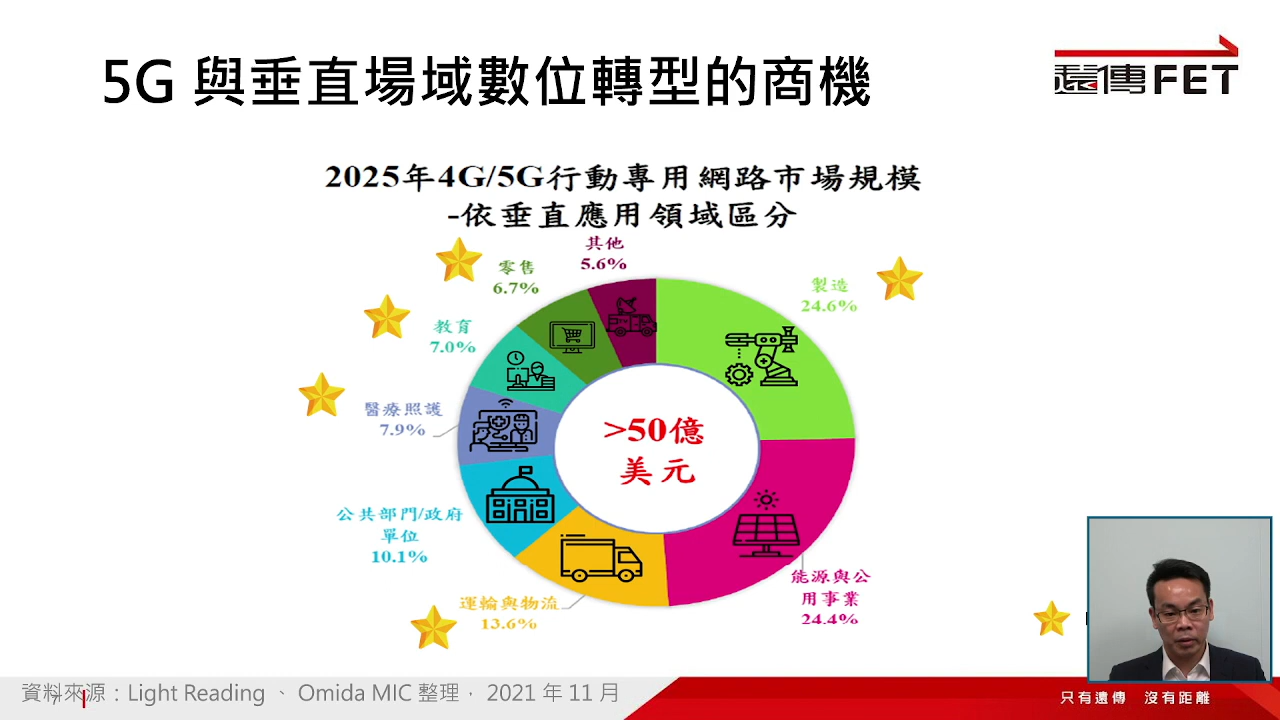 5G 與垂直場域數位轉型的商機
遠傳 FET
2025年4G/5G行動專用網路市場規模
-依垂直應用領域區分
其他
5.6%
零售
6.7%
製造
24.6%
教育
7.0%
醫療照護
7.9%
>50億
美元
公共部門/政府
單位
10.1%
能源與公
用事業
24.4%
運輸與物流
13.6%
資料來源：Light Reading 、 Omida MIC 整理， 2021 年 11 月
只有遠傳 沒有距離